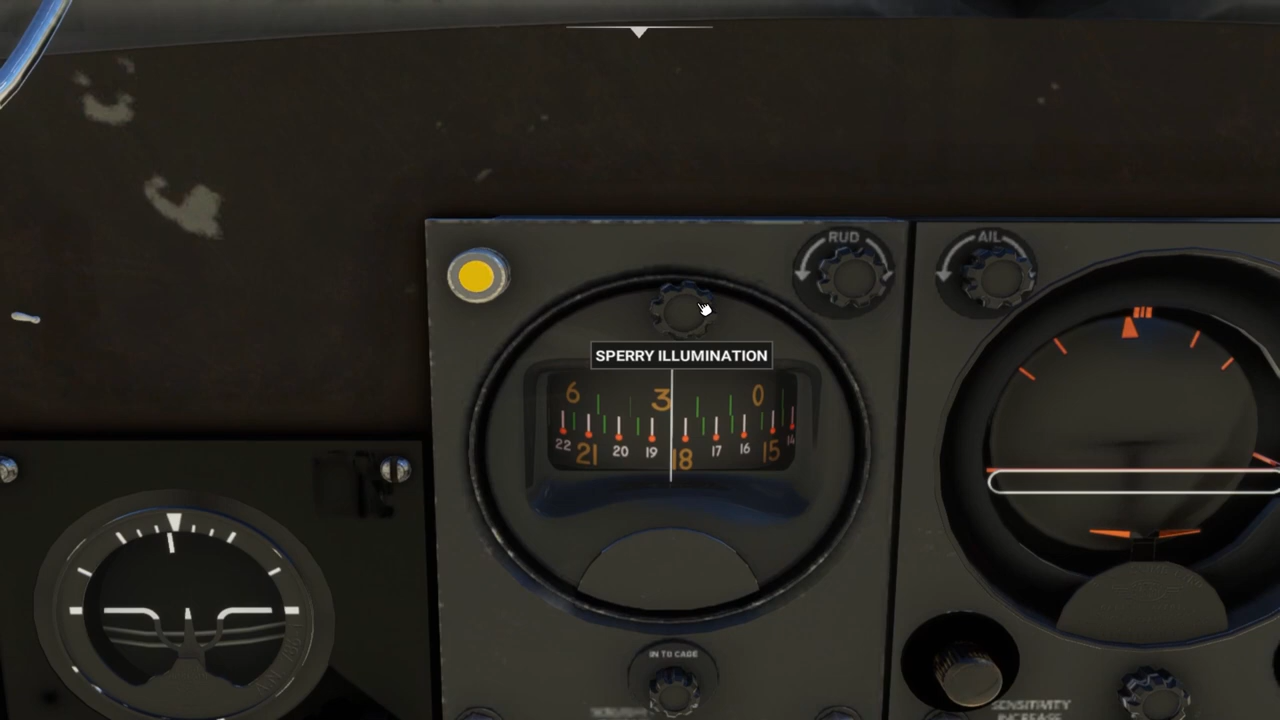 RUD
AIL
SPERRY ILLUMINATION
6 3 0
22 21 20 19 18 17 16 15 14
IN TO CAGE
SENSITIVITY
INCREASE